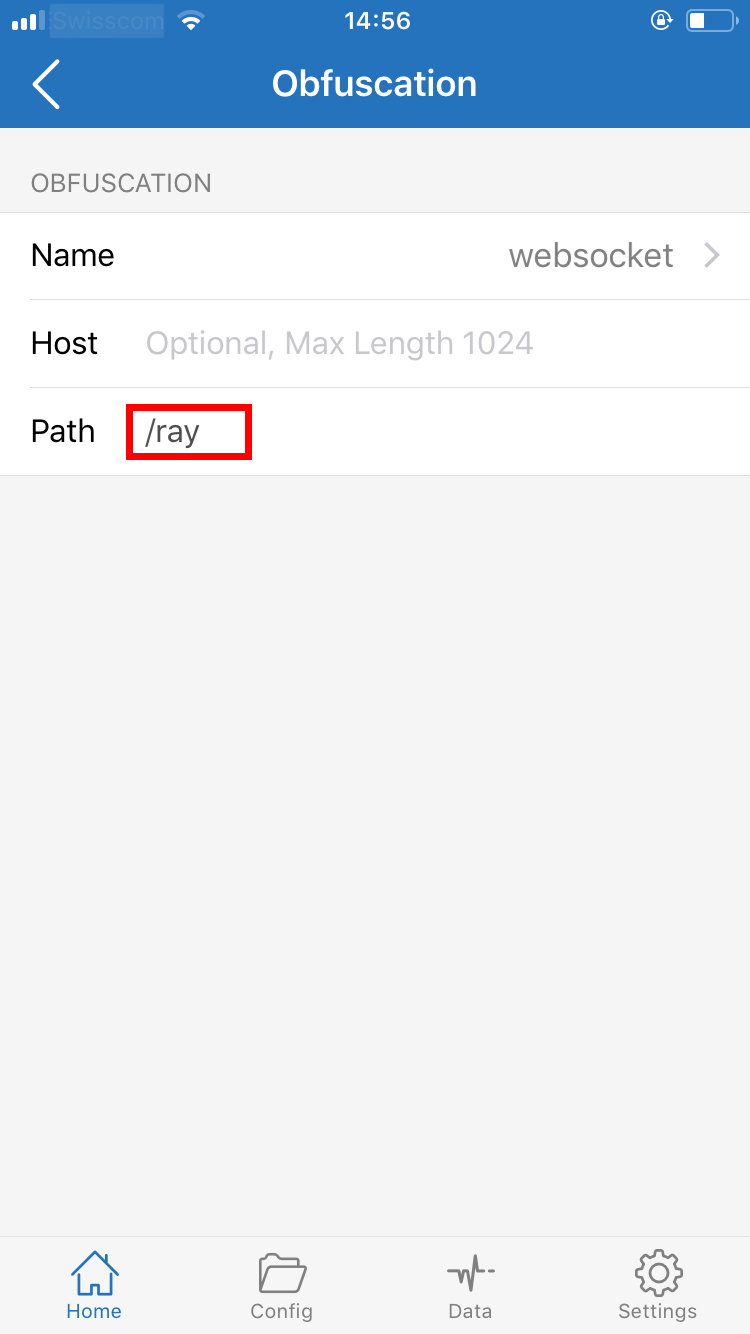 Swisscom 14:56
Obfuscation
OBFUSCATION
Name websocket
Host Optional, Max Length 1024
Path /ray
Home Config Data Settings